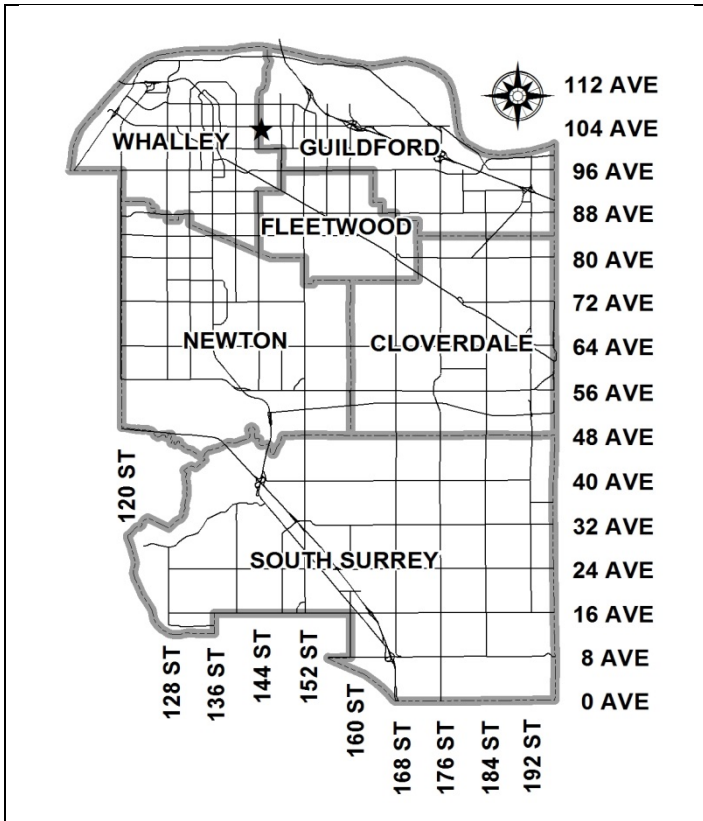 112 AVE
104 AVE
WHALLEY
GUILDFORD
96 AVE
88 AVE
FLEETWOOD
80 AVE
72 AVE
NEWTON
CLOVERDALE
64 AVE
56 AVE
48 AVE
120 ST
40 AVE
32 AVE
SOUTH SURREY
24 AVE
16 AVE
128 ST
136 ST
144 ST
152 ST
160 ST
8 AVE
0 AVE
168 ST
176 ST
184 ST
192 ST